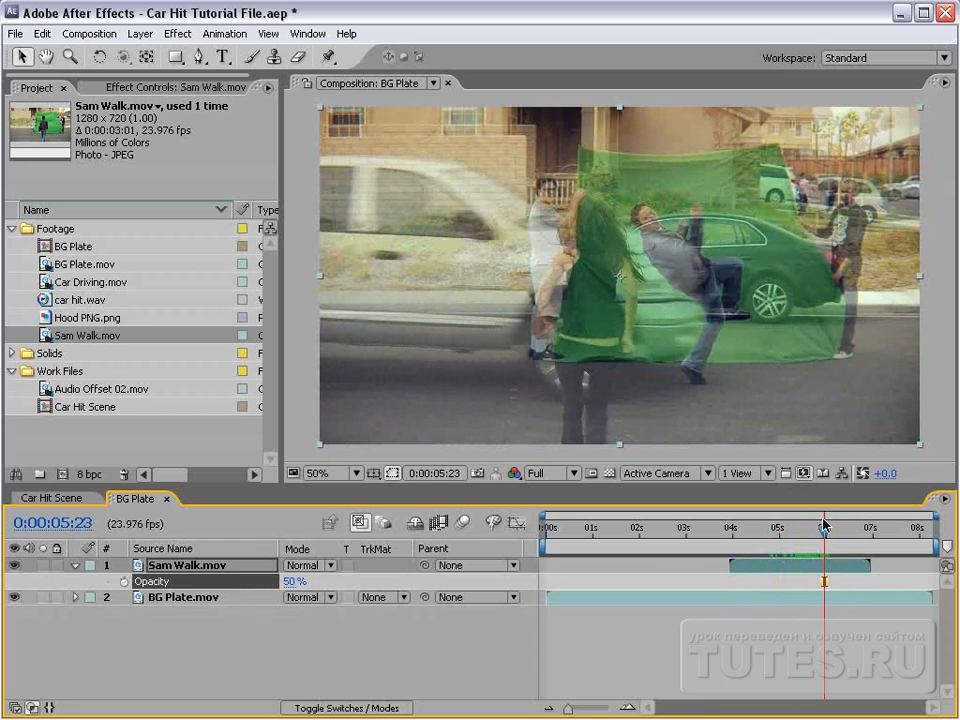 Adobe After Effects - Car Hit Tutorial File.aep *
File Edit Composition Layer Effect Animation View Window Help
Workspace: Standard
Project × Effect Controls: Sam Walk.mov
Composition: BG Plate ×
Sam Walk.mov, used 1 time
1280 x 720 (1.00)
Δ 0:00:03:01, 23.976 fps
Millions of Colors
Photo - JPEG
Name Type
Footage F
BG Plate C
BG Plate.mov C
Car Driving.mov C
car hit.wav W
Hood PNG.png F
Sam Walk.mov C
Solids F
Work Files F
Audio Offset 02.mov C
Car Hit Scene C
8 bpc
50% 0:00:05:23 Full Active Camera 1 View +0.0
Car Hit Scene BG Plate ×
0:00:05:23 (23.976 fps)
:00s 01s 02s 03s 04s 05s 07s 08s
# Source Name Mode T TrkMat Parent
1 Sam Walk.mov Normal None
Opacity 50 %
2 BG Plate.mov Normal None None
урок переведен и озвучен сайтом
TUTES.RU
Toggle Switches / Modes